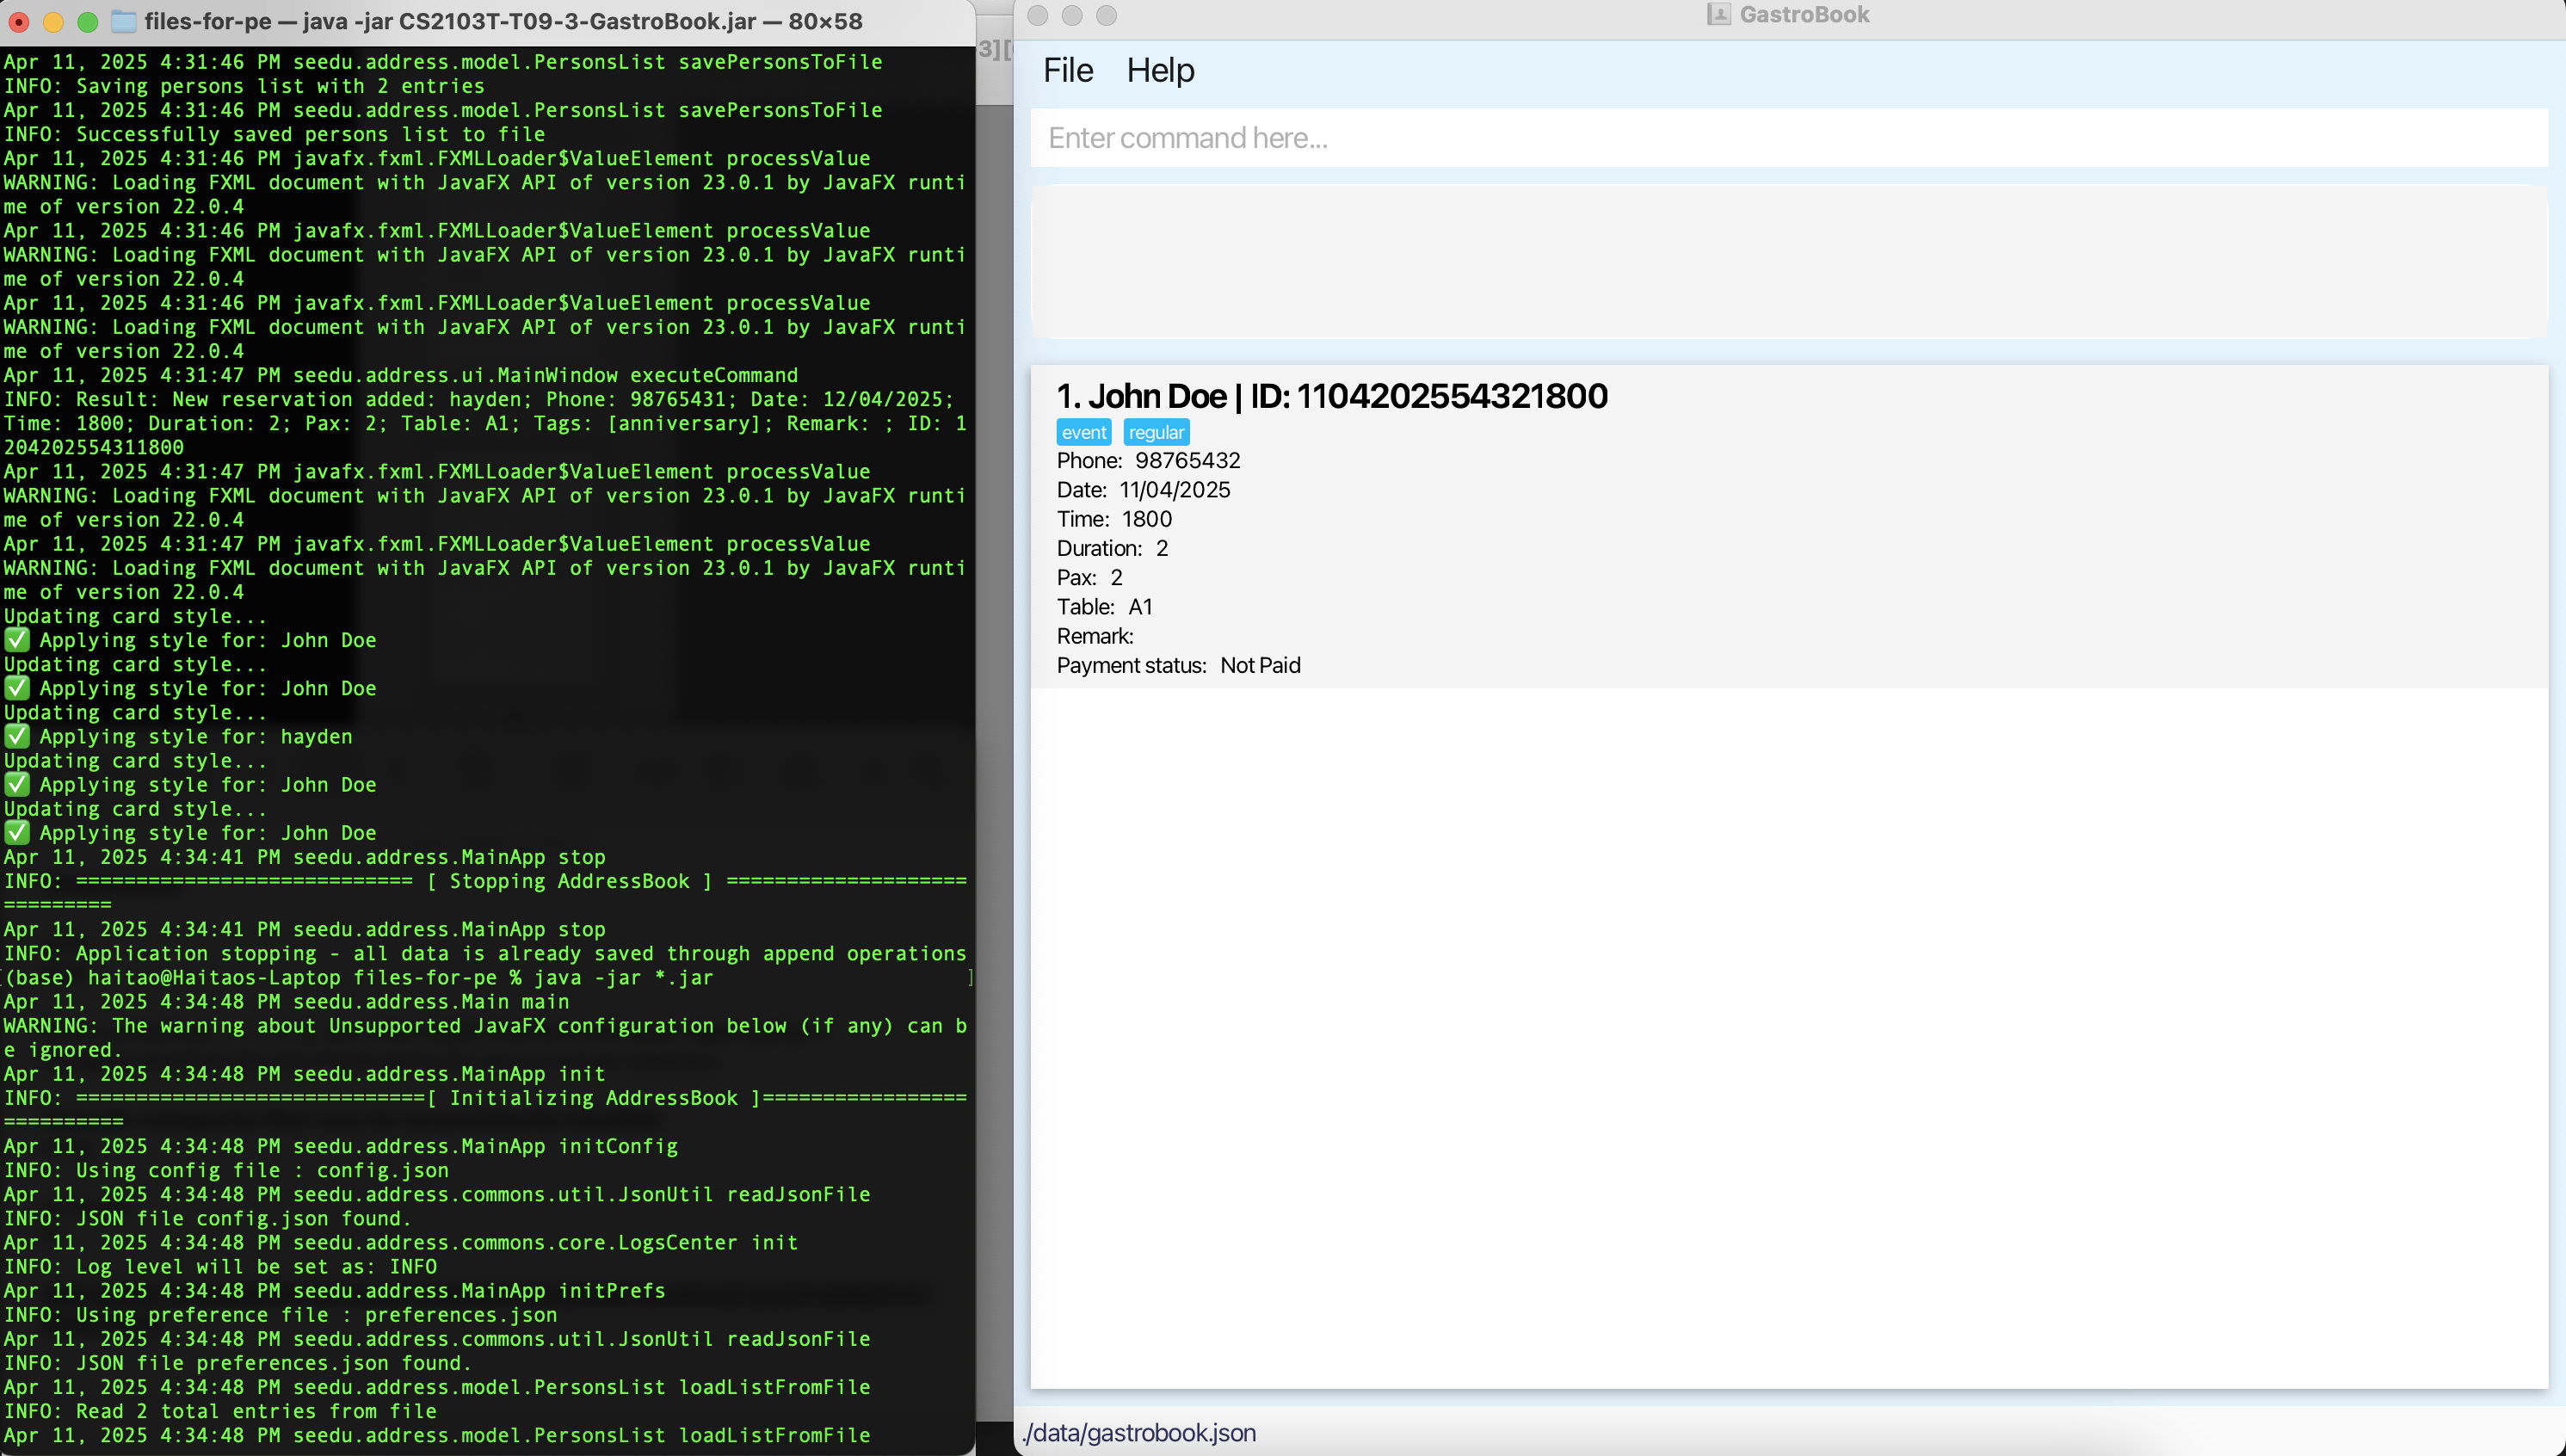 files-for-pe — java -jar CS2103T-T09-3-GastroBook.jar — 80×58
Apr 11, 2025 4:31:46 PM seedu.address.model.PersonsList savePersonsToFile
INFO: Saving persons list with 2 entries
Apr 11, 2025 4:31:46 PM seedu.address.model.PersonsList savePersonsToFile
INFO: Successfully saved persons list to file
Apr 11, 2025 4:31:46 PM javafx.fxml.FXMLLoader$ValueElement processValue
WARNING: Loading FXML document with JavaFX API of version 23.0.1 by JavaFX runti
me of version 22.0.4
Apr 11, 2025 4:31:46 PM javafx.fxml.FXMLLoader$ValueElement processValue
WARNING: Loading FXML document with JavaFX API of version 23.0.1 by JavaFX runti
me of version 22.0.4
Apr 11, 2025 4:31:46 PM javafx.fxml.FXMLLoader$ValueElement processValue
WARNING: Loading FXML document with JavaFX API of version 23.0.1 by JavaFX runti
me of version 22.0.4
Apr 11, 2025 4:31:47 PM seedu.address.ui.MainWindow executeCommand
INFO: Result: New reservation added: hayden; Phone: 98765431; Date: 12/04/2025;
Time: 1800; Duration: 2; Pax: 2; Table: A1; Tags: [anniversary]; Remark: ; ID: 1
204202554311800
Apr 11, 2025 4:31:47 PM javafx.fxml.FXMLLoader$ValueElement processValue
WARNING: Loading FXML document with JavaFX API of version 23.0.1 by JavaFX runti
me of version 22.0.4
Apr 11, 2025 4:31:47 PM javafx.fxml.FXMLLoader$ValueElement processValue
WARNING: Loading FXML document with JavaFX API of version 23.0.1 by JavaFX runti
me of version 22.0.4
Updating card style...
✅ Applying style for: John Doe
Updating card style...
✅ Applying style for: John Doe
Updating card style...
✅ Applying style for: hayden
Updating card style...
✅ Applying style for: John Doe
Updating card style...
✅ Applying style for: John Doe
Apr 11, 2025 4:34:41 PM seedu.address.MainApp stop
INFO: ============================ [ Stopping AddressBook ] ====================
=========
Apr 11, 2025 4:34:41 PM seedu.address.MainApp stop
INFO: Application stopping - all data is already saved through append operations
[(base) haitao@Haitaos-Laptop files-for-pe % java -jar *.jar ]
Apr 11, 2025 4:34:48 PM seedu.address.Main main
WARNING: The warning about Unsupported JavaFX configuration below (if any) can b
e ignored.
Apr 11, 2025 4:34:48 PM seedu.address.MainApp init
INFO: =============================[ Initializing AddressBook ]=================
==========
Apr 11, 2025 4:34:48 PM seedu.address.MainApp initConfig
INFO: Using config file : config.json
Apr 11, 2025 4:34:48 PM seedu.address.commons.util.JsonUtil readJsonFile
INFO: JSON file config.json found.
Apr 11, 2025 4:34:48 PM seedu.address.commons.core.LogsCenter init
INFO: Log level will be set as: INFO
Apr 11, 2025 4:34:48 PM seedu.address.MainApp initPrefs
INFO: Using preference file : preferences.json
Apr 11, 2025 4:34:48 PM seedu.address.commons.util.JsonUtil readJsonFile
INFO: JSON file preferences.json found.
Apr 11, 2025 4:34:48 PM seedu.address.model.PersonsList loadListFromFile
INFO: Read 2 total entries from file
Apr 11, 2025 4:34:48 PM seedu.address.model.PersonsList loadListFromFile
3][
GastroBook
File Help
Enter command here...
1. John Doe | ID: 1104202554321800
event regular
Phone: 98765432
Date: 11/04/2025
Time: 1800
Duration: 2
Pax: 2
Table: A1
Remark:
Payment status: Not Paid
./data/gastrobook.json